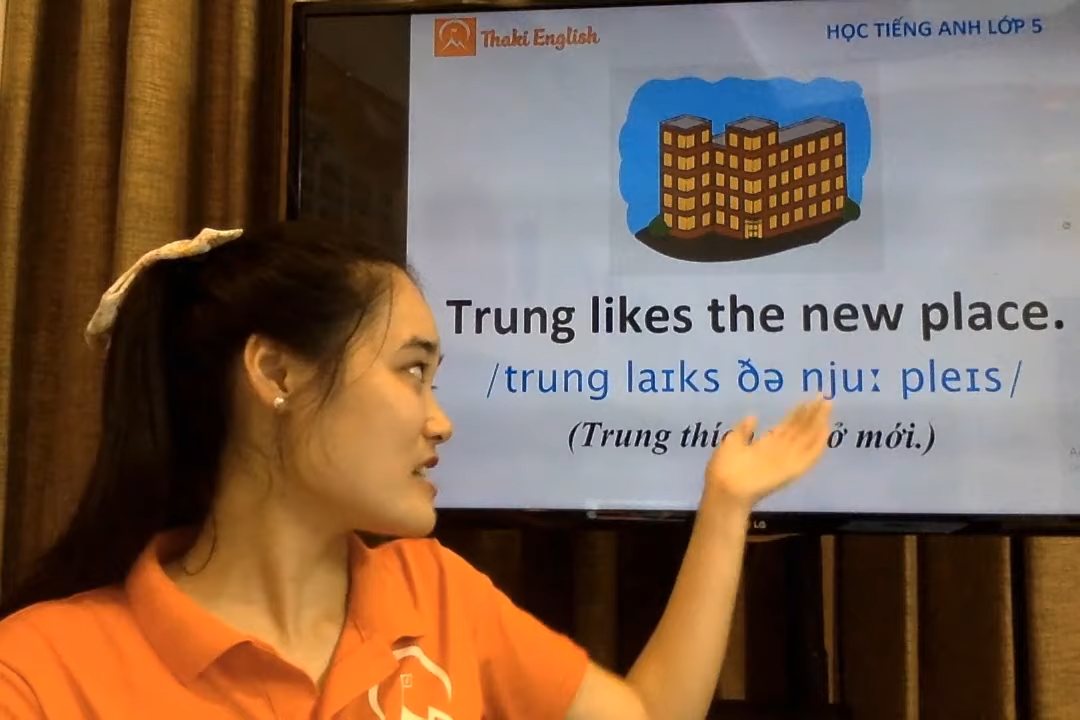 Thaki English
HỌC TIẾNG ANH LỚP 5
Trung likes the new place.
/trung laɪks ðə njuː pleɪs/
(Trung ở mới.)
LG